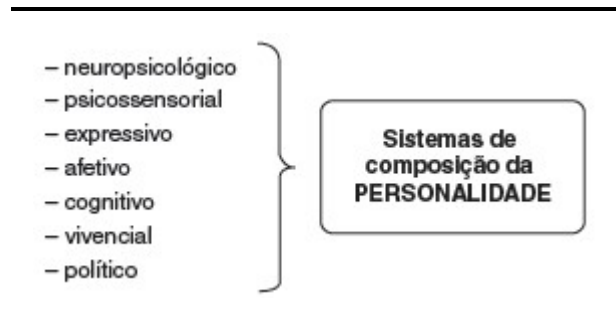 – neuropsicológico
– psicossensorial
– expressivo
– afetivo
– cognitivo
– vivencial
– político
Sistemas de
composição da
PERSONALIDADE